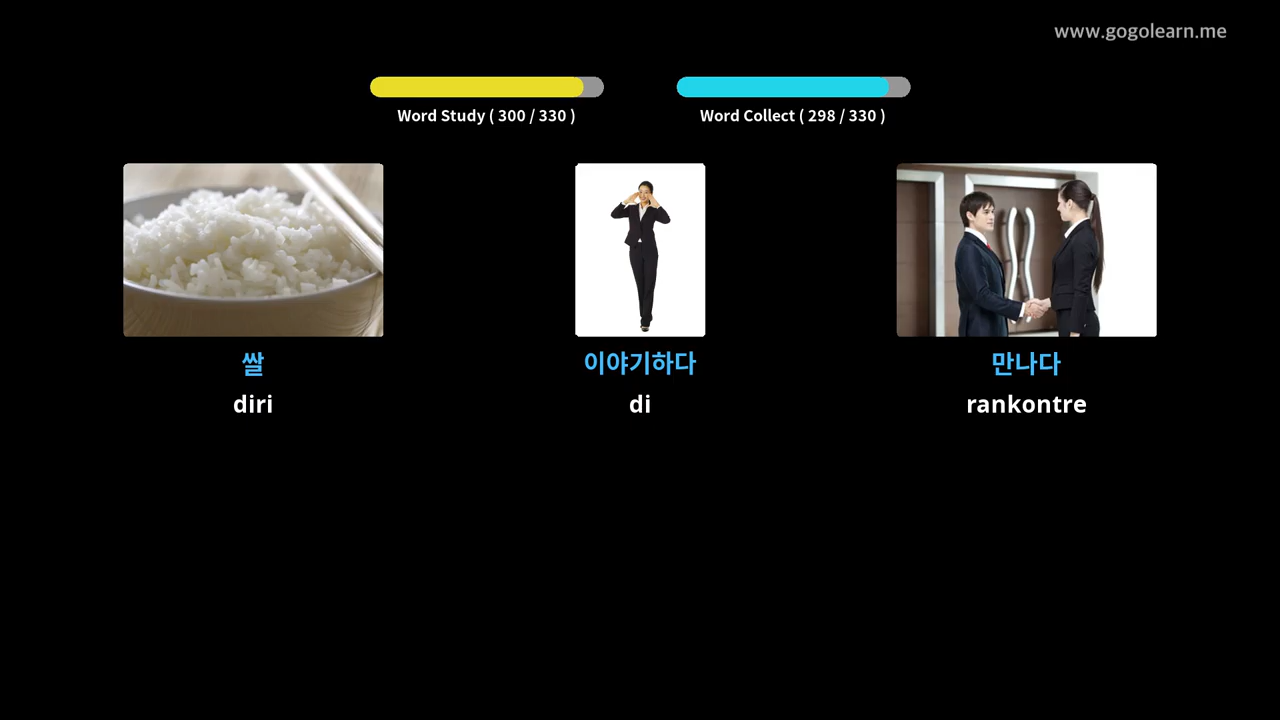 www.gogolearn.me
Word Study ( 300 / 330 )
Word Collect ( 298 / 330 )
쌀
이야기하다
만나다
diri
di
rankontre